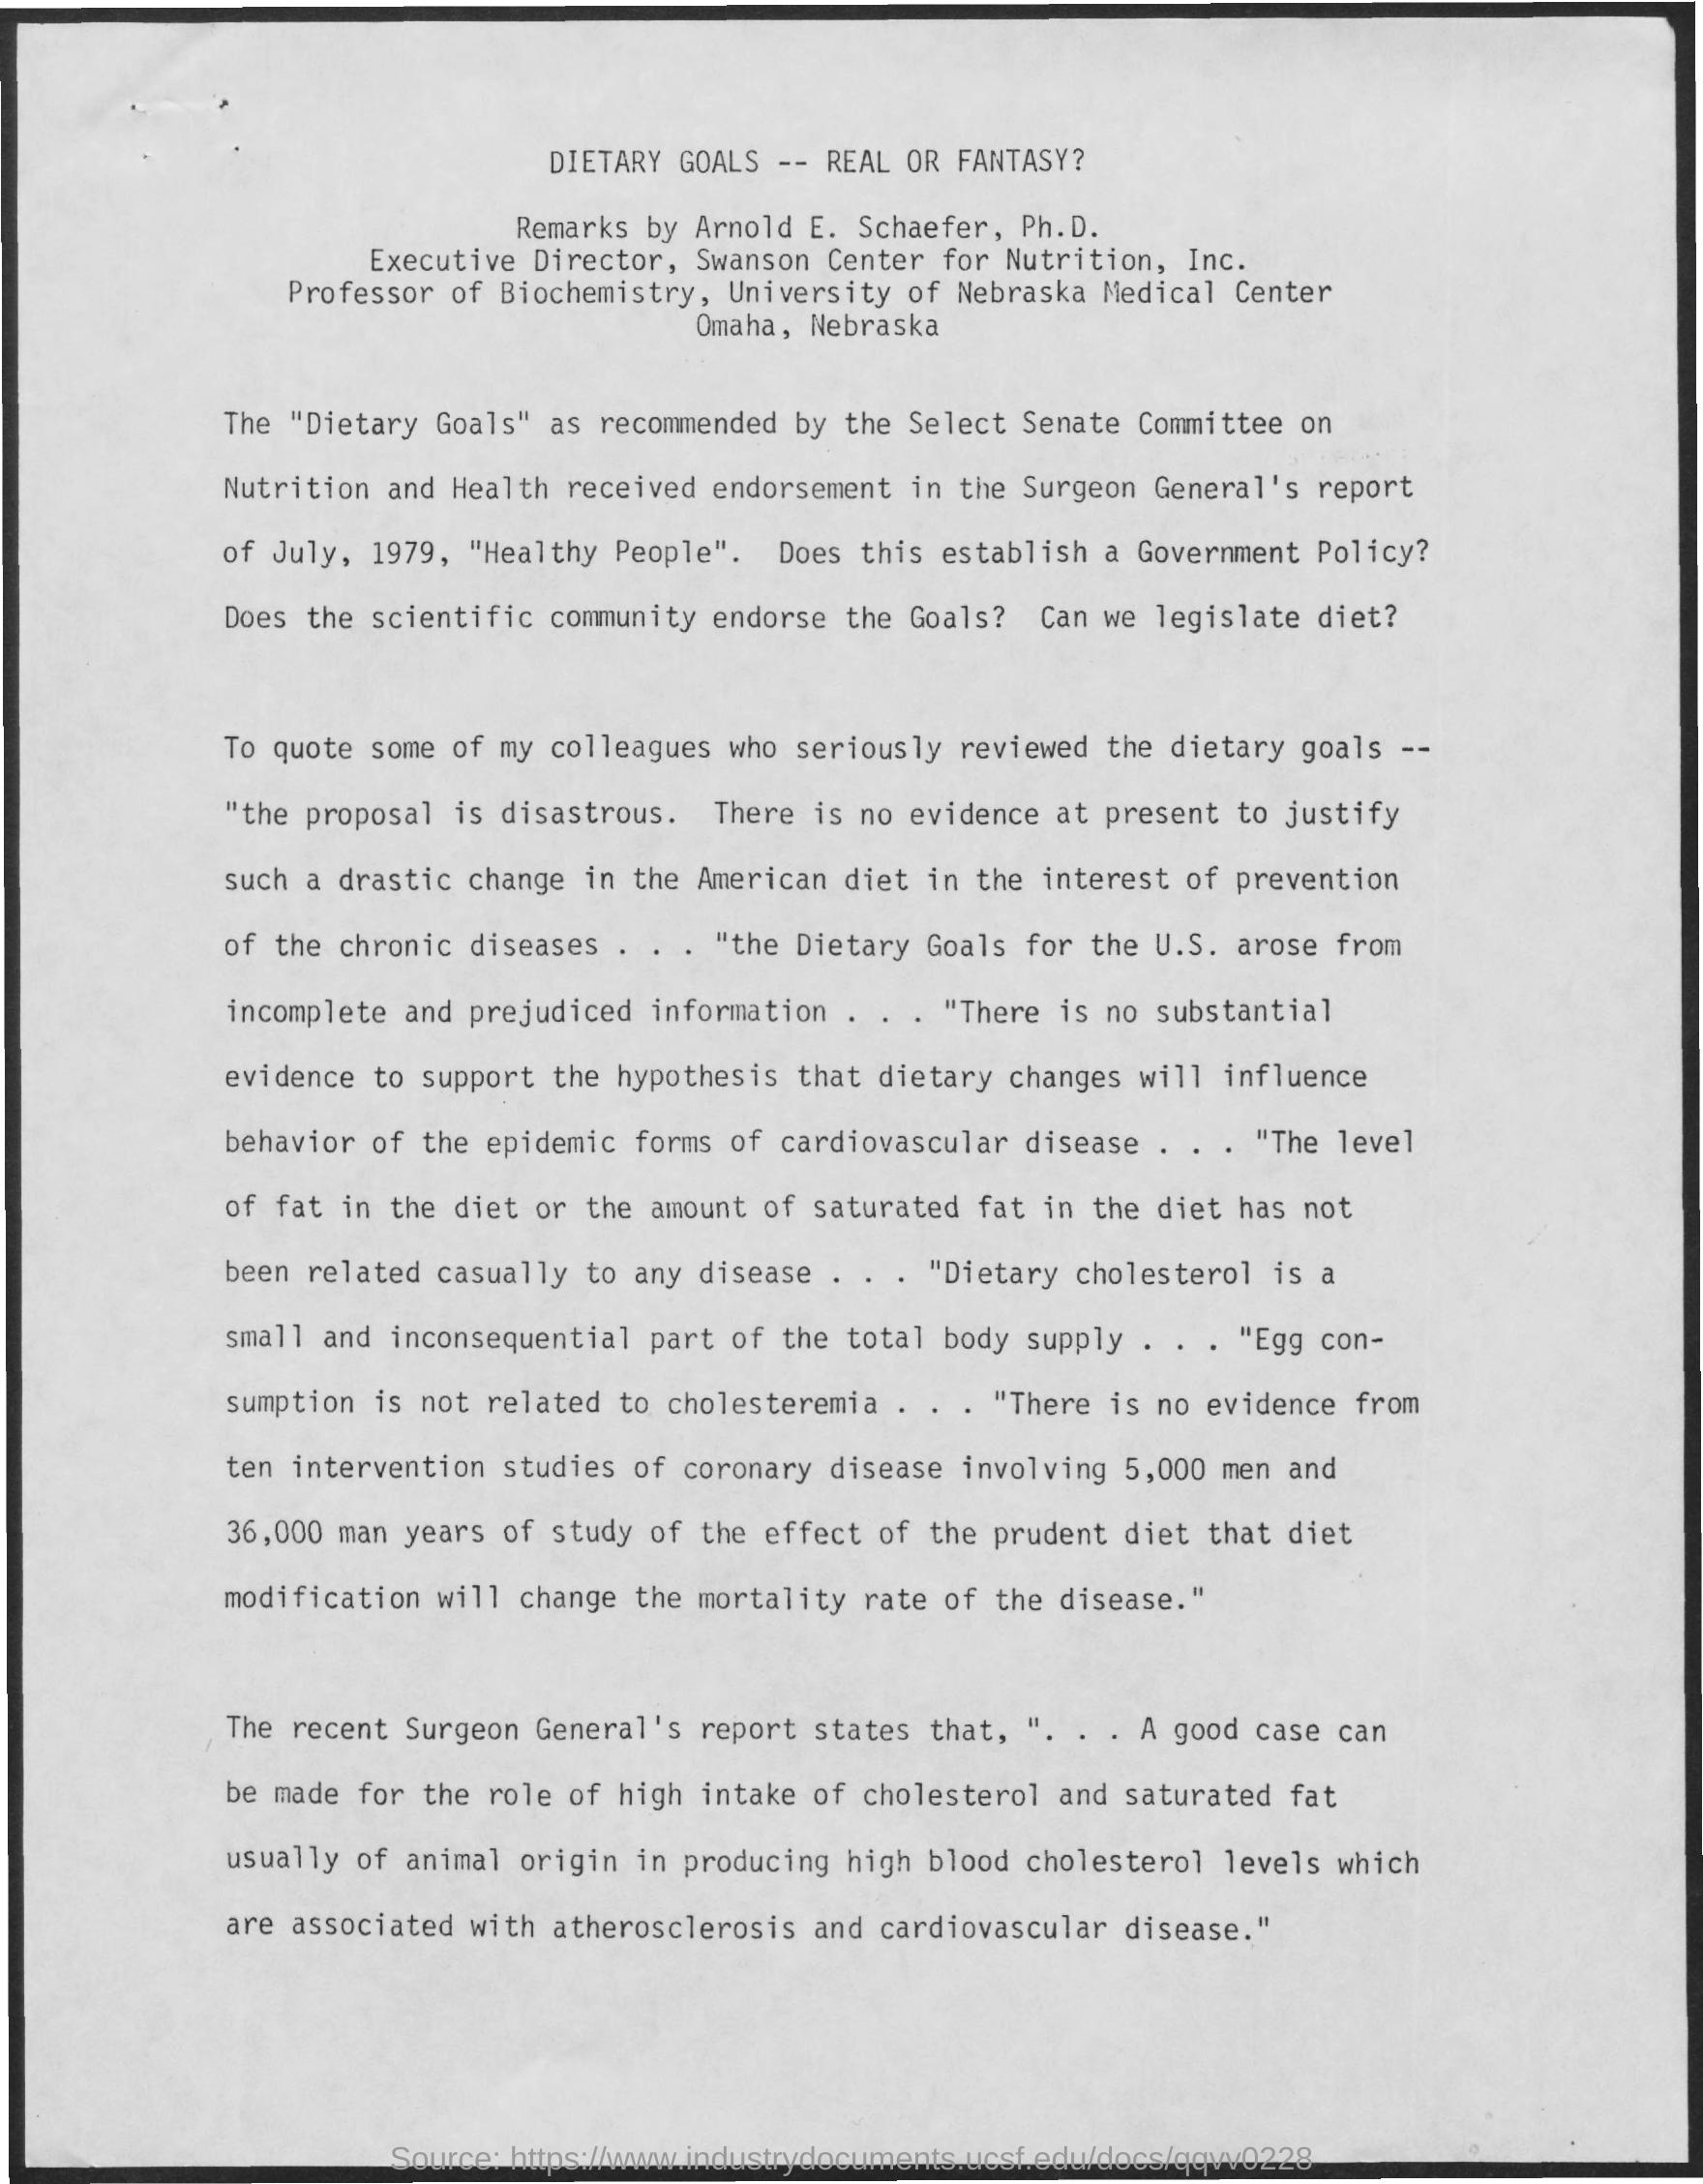 DIETARY GOALS -- REAL OR FANTASY?
Remarks by Arnold E. Schaefer, Ph.D.
Executive Director, Swanson Center for Nutrition, Inc.
Professor of Biochemistry, University of Nebraska Medical Center
Omaha, Nebraska
The "Dietary Goals" as recommended by the Select Senate Committee on
Nutrition and Health received endorsement in the Surgeon General's report
of July, 1979, "Healthy People".  Does this establish a Government Policy?
Does the scientific community endorse the Goals?  Can we legislate diet?
To quote some of my colleagues who seriously reviewed the dietary goals --
"the proposal is disastrous.  There is no evidence at present to justify
such a drastic change in the American diet in the interest of prevention
of the chronic diseases . . . "the Dietary Goals for the U.S. arose from
incomplete and prejudiced information . . . "There is no substantial
evidence to support the hypothesis that dietary changes will influence
behavior of the epidemic forms of cardiovascular disease . . . "The level
of fat in the diet or the amount of saturated fat in the diet has not
been related casually to any disease . . . "Dietary cholesterol is a
small and inconsequential part of the total body supply . . . "Egg con-
sumption is not related to cholesteremia . . . "There is no evidence from
ten intervention studies of coronary disease involving 5,000 men and
36,000 man years of study of the effect of the prudent diet that diet
modification will change the mortality rate of the disease."
The recent Surgeon General's report states that, ". . . A good case can
be made for the role of high intake of cholesterol and saturated fat
usually of animal origin in producing high blood cholesterol levels which
are associated with atherosclerosis and cardiovascular disease."
Source: https://www.industrydocuments.ucsf.edu/docs/qqvv0228